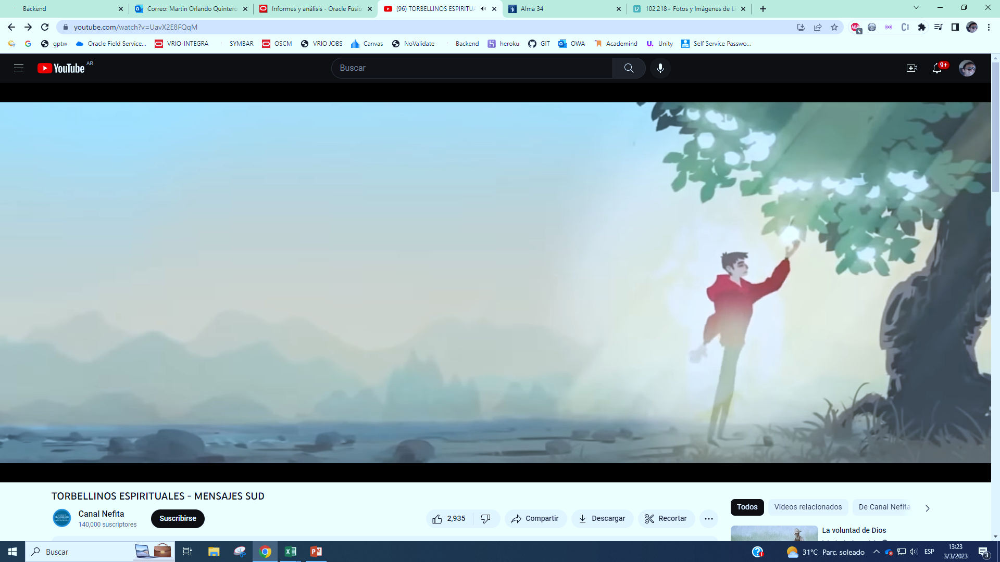 Backend
Correo: Martin Orlando Quintero
Informes y análisis - Oracle Fusio
(96) TORBELLINOS ESPIRITUA
Alma 34
102.218+ Fotos y Imágenes de Li
youtube.com/watch?v=UavX2E8FQqM
ABP
5
gptw
Oracle Field Service...
VRIO-INTEGRA
SYMBAR
OSCM
VRIO JOBS
Canvas
NoValidate
Backend
heroku
GIT
OWA
Academind
Unity
Self Service Passwo...
YouTube AR
Buscar
9+
TORBELLINOS ESPIRITUALES - MENSAJES SUD
Canal Nefita
140,000 suscriptores
Suscribirse
2,935
Compartir
Descargar
Recortar
Todos
Videos relacionados
De Canal Nefita
La voluntad de Dios
Buscar
31°C Parc. soleado
ESP
13:23
3/3/2023
3